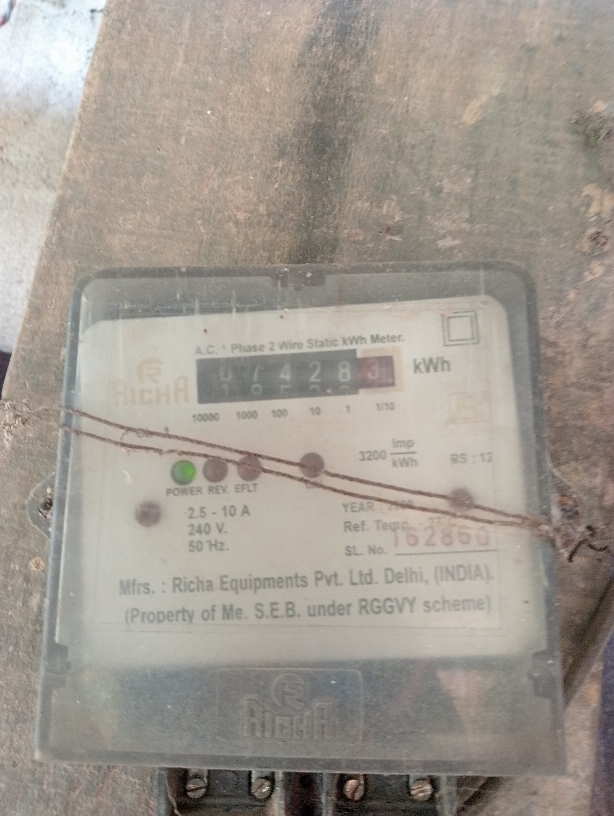 A.C. 1 Phase 2 Wire Static kWh Meter.
RICHA
074283 kWh
10000 1000 100 10 1 1/10
3200 imp/kWh RS : 12
POWER REV. EFLT
2.5 - 10 A
240 V.
50 Hz.
YEAR :
Ref. Temp.
SL. No. 162860
Mfrs. : Richa Equipments Pvt. Ltd. Delhi, (INDIA).
(Property of Me. S.E.B. under RGGVY scheme)
RICHA